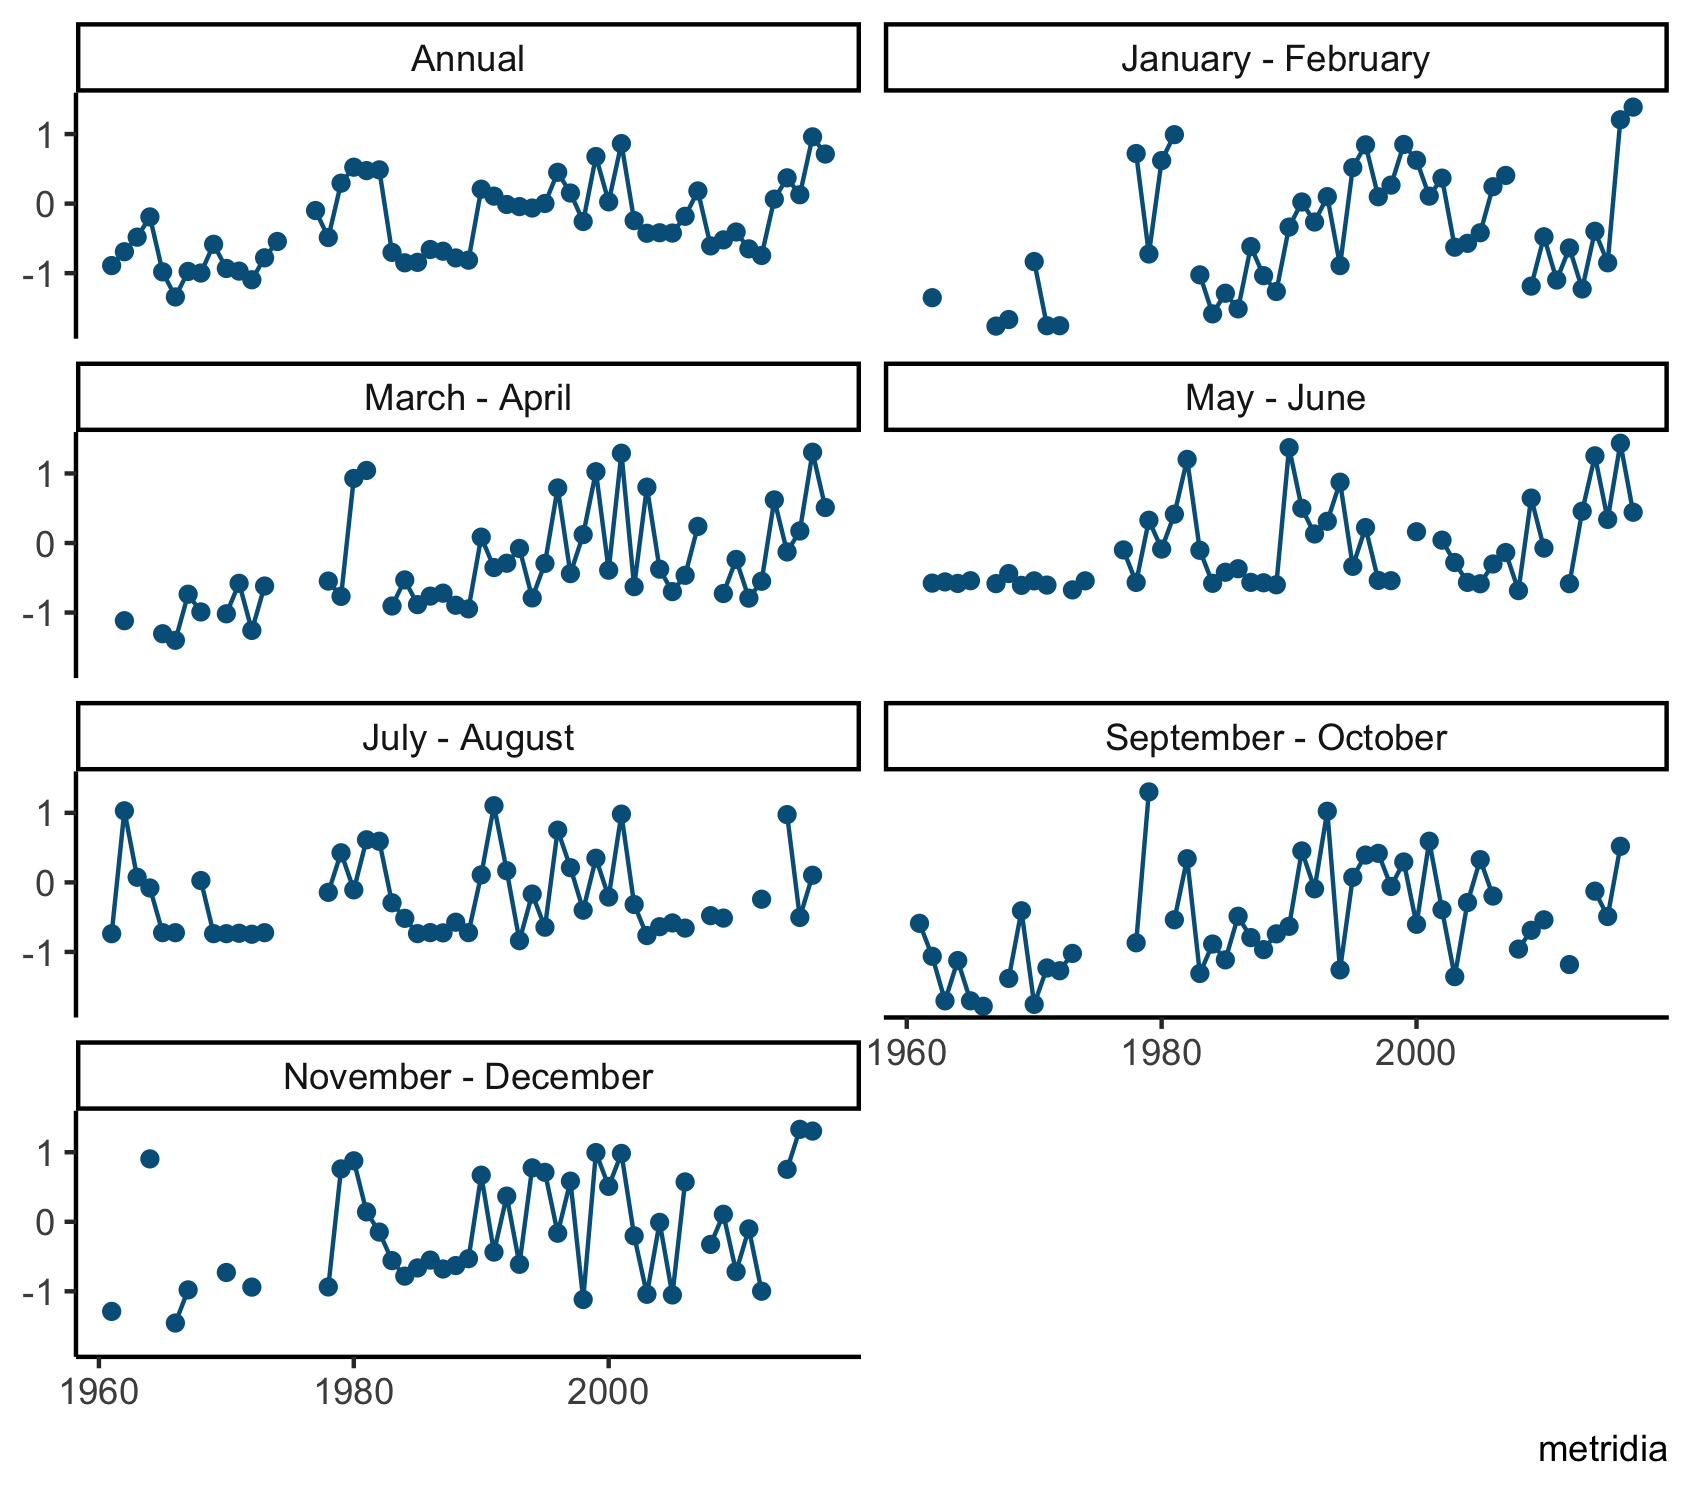 Annual
January - February
1
0
-1
March - April
May - June
1
0
-1
July - August
September - October
1
0
-1
1960 1980 2000
November - December
1
0
-1
1960 1980 2000
metridia